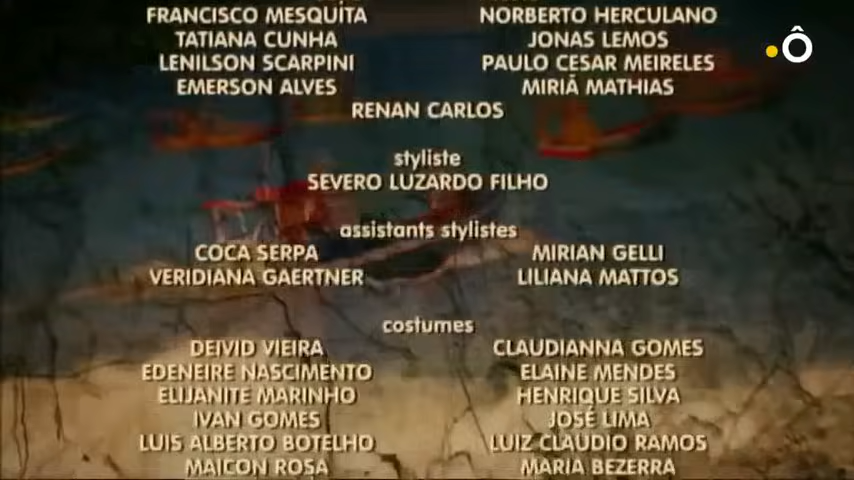 FRANCISCO MESQUITA NORBERTO HERCULANO
TATIANA CUNHA JONAS LEMOS
LENILSON SCARPINI PAULO CESAR MEIRELES
EMERSON ALVES MIRIÃ MATHIAS
RENAN CARLOS
styliste
SEVERO LUZARDO FILHO
assistants stylistes
COCA SERPA MIRIAN GELLI
VERIDIANA GAERTNER LILIANA MATTOS
costumes
DEIVID VIEIRA CLAUDIANNA GOMES
EDENEIRE NASCIMENTO ELAINE MENDES
ELIJANITE MARINHO HENRIQUE SILVA
IVAN GOMES JOSÉ LIMA
LUIS ALBERTO BOTELHO LUIZ CLAUDIO RAMOS
MAICON ROSA MARIA BEZERRA
Ô